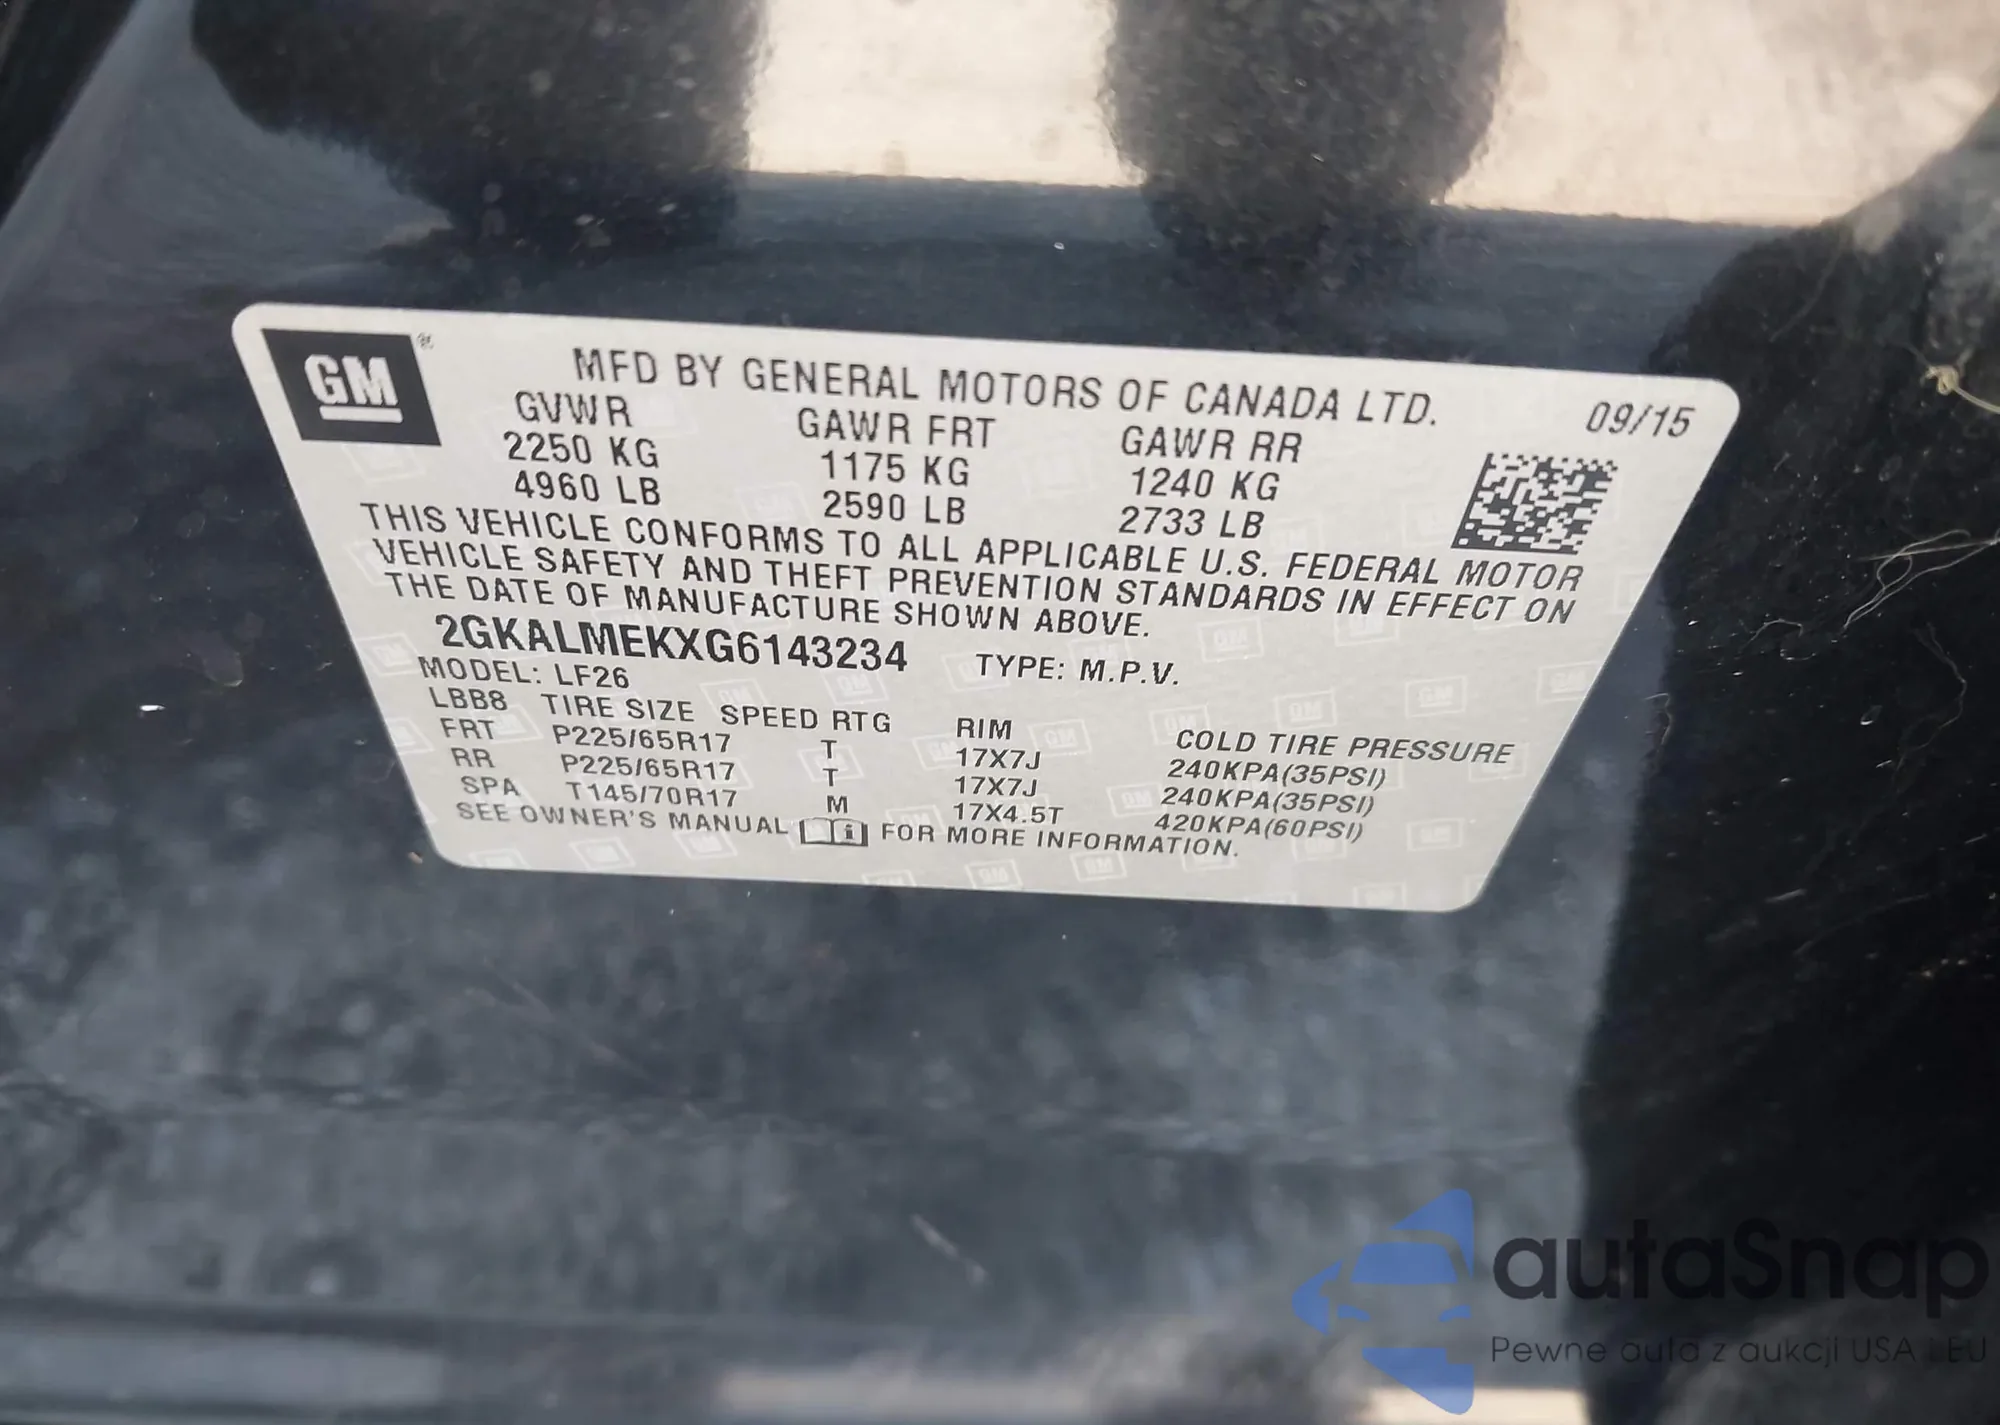 GM
MFD BY GENERAL MOTORS OF CANADA LTD.
09/15
GVWR GAWR FRT GAWR RR
2250 KG 1175 KG 1240 KG
4960 LB 2590 LB 2733 LB
THIS VEHICLE CONFORMS TO ALL APPLICABLE U.S. FEDERAL MOTOR
VEHICLE SAFETY AND THEFT PREVENTION STANDARDS IN EFFECT ON
THE DATE OF MANUFACTURE SHOWN ABOVE.
2GKALMEKXG6143234 TYPE: M.P.V.
MODEL: LF26
LBB8 TIRE SIZE SPEED RTG RIM COLD TIRE PRESSURE
FRT P225/65R17 T 17X7J 240KPA(35PSI)
RR P225/65R17 T 17X7J 240KPA(35PSI)
SPA T145/70R17 M 17X4.5T 420KPA(60PSI)
SEE OWNER'S MANUAL i FOR MORE INFORMATION.
autaSnap
Pewne auta z aukcji USA i EU